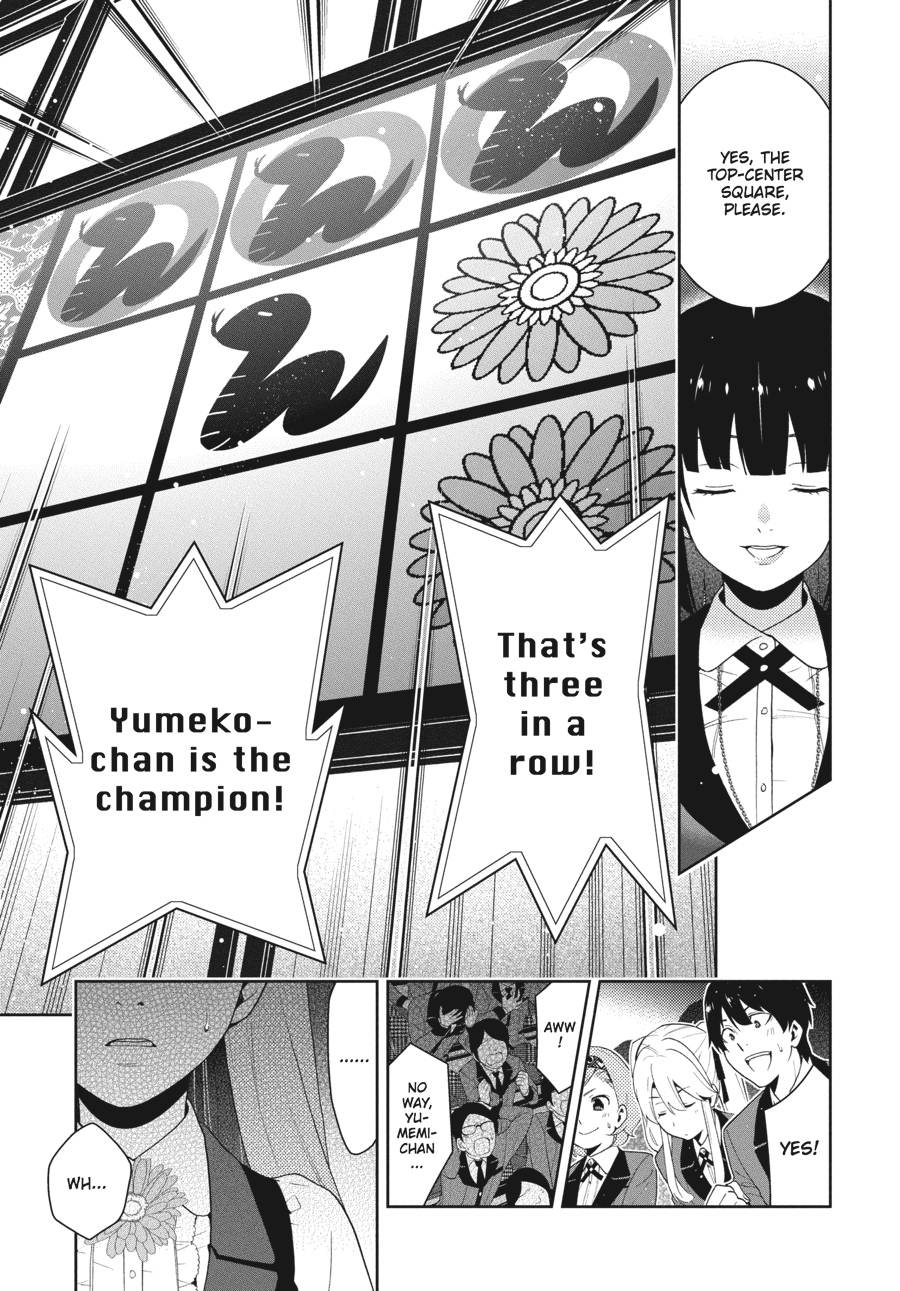 YES, THE
TOP-CENTER
SQUARE,
PLEASE.
That's
three
in a
row!
Yumeko-
chan is the
champion!
YES!
AWW
!
NO
WAY,
YU-
MEMI-
CHAN
...
......
WH...